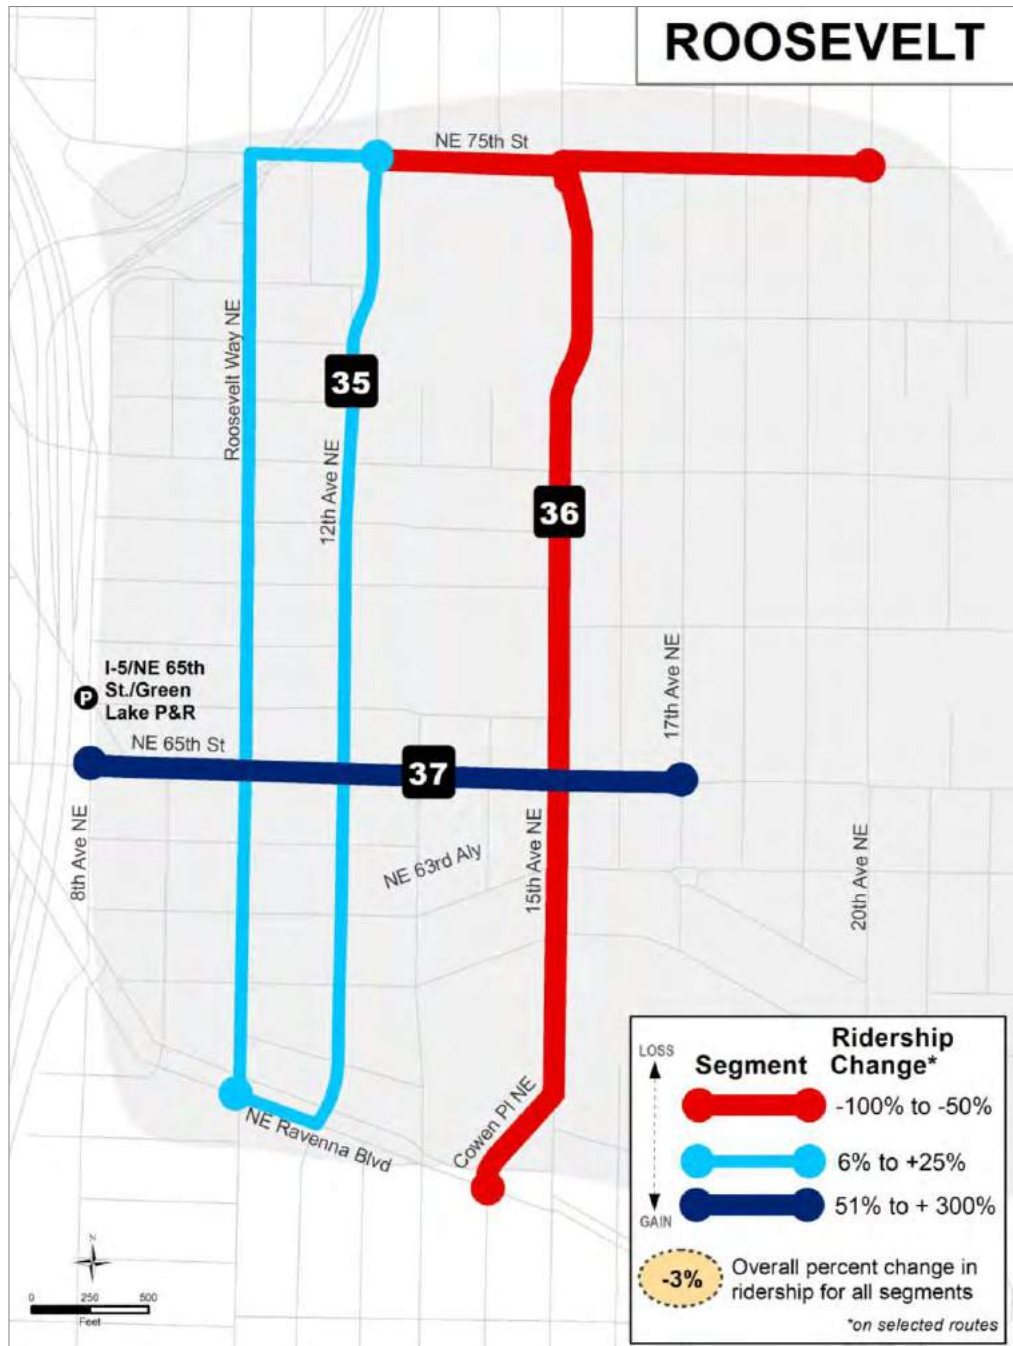 ROOSEVELT
NE 75th St
Roosevelt Way NE
35
12th Ave NE
36
I-5/NE 65th
St./Green
Lake P&R
P
17th Ave NE
NE 65th St
37
8th Ave NE
NE 63rd Aly
15th Ave NE
20th Ave NE
NE Ravenna Blvd
Cowen Pl NE
N
0 250 500
Feet
LOSS
GAIN
Segment
Ridership
Change*
-100% to -50%
6% to +25%
51% to + 300%
-3%
Overall percent change in
ridership for all segments
*on selected routes